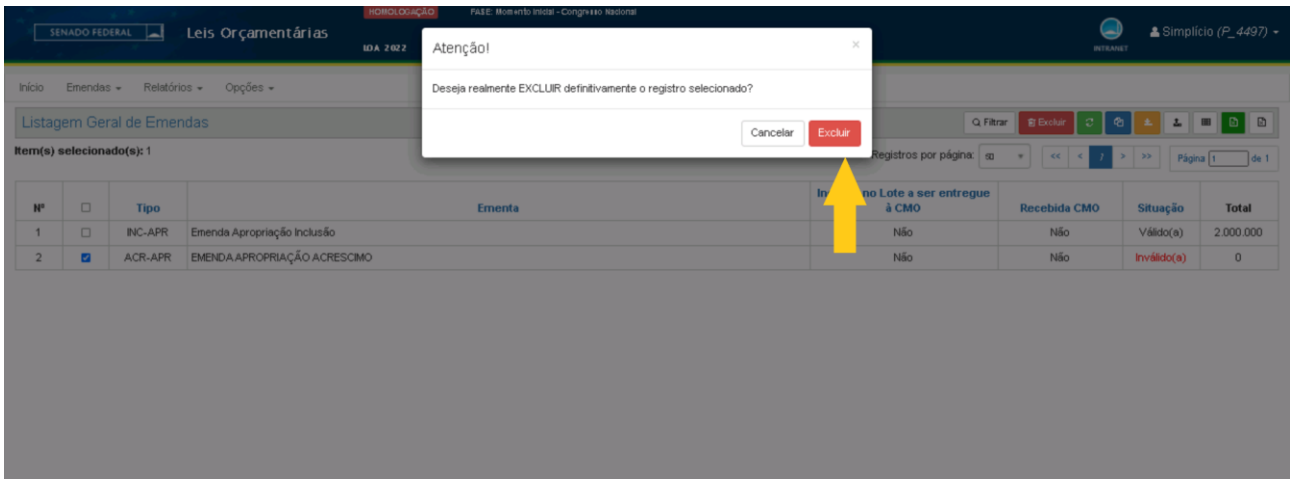 HOMOLOGAÇÃO FASE: Momento Inicial - Congresso Nacional
SENADO FEDERAL Leis Orçamentárias
LOA 2022
INTRANET
Simplício (P_4497)
Atenção! ×
Deseja realmente EXCLUIR definitivamente o registro selecionado?
Cancelar Excluir
Início Emendas Relatórios Opções
Listagem Geral de Emendas Filtrar Excluir
Item(s) selecionado(s): 1 Registros por página: 50 << < 1 > >> Página 1 de 1
Nº Tipo Ementa no Lote a ser entregue à CMO Recebida CMO Situação Total
1 INC-APR Emenda Apropriação Inclusão Não Não Válido(a) 2.000.000
2 ACR-APR EMENDA APROPRIAÇÃO ACRESCIMO Não Não Inválido(a) 0